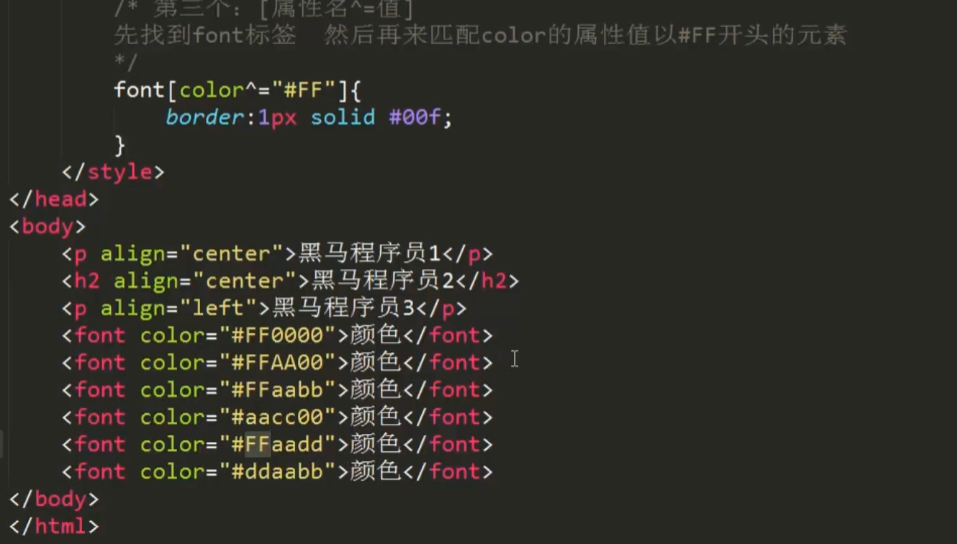 /* 第三个: [属性名^=值]
先找到font标签 然后再来匹配color的属性值以#FF开头的元素
*/
font[color^="#FF"]{
border:1px solid #00f;
}
</style>
</head>
<body>
<p align="center">黑马程序员1</p>
<h2 align="center">黑马程序员2</h2>
<p align="left">黑马程序员3</p>
<font color="#FF0000">颜色</font>
<font color="#FFAA00">颜色</font>
<font color="#FFaabb">颜色</font>
<font color="#aacc00">颜色</font>
<font color="#FFaadd">颜色</font>
<font color="#ddaabb">颜色</font>
</body>
</html>